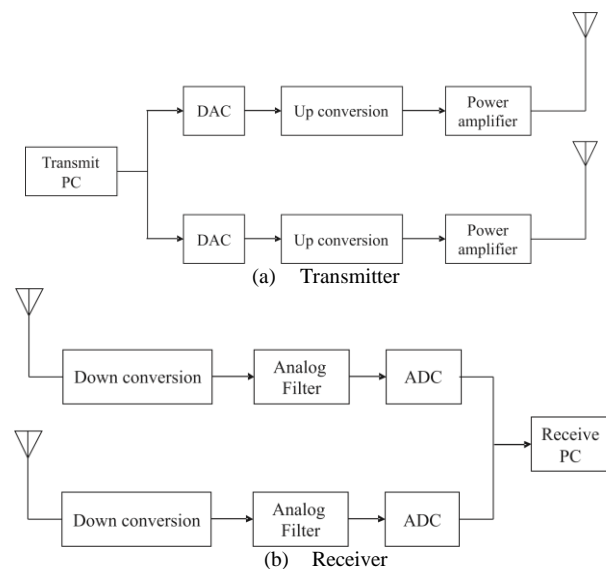 DAC
Up conversion
Power
amplifier
Transmit
PC
DAC
Up conversion
Power
amplifier
(a) Transmitter
Down conversion
Analog
Filter
ADC
Receive
PC
Down conversion
Analog
Filter
ADC
(b) Receiver